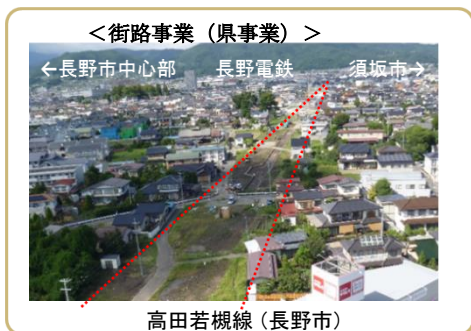 ＜街路事業（県事業）＞
←長野市中心部　長野電鉄　須坂市→
高田若槻線（長野市）